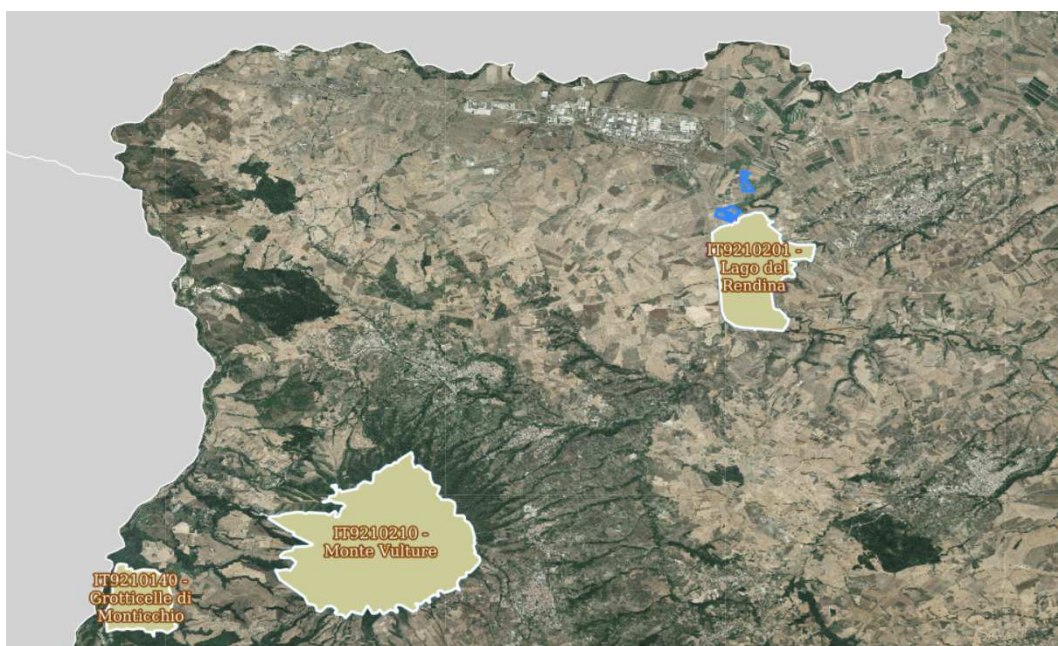 IT9210201 -
Lago del
Rendina
IT9210210 -
Monte Vulture
IT9210140 -
Grotticelle di
Monticchio